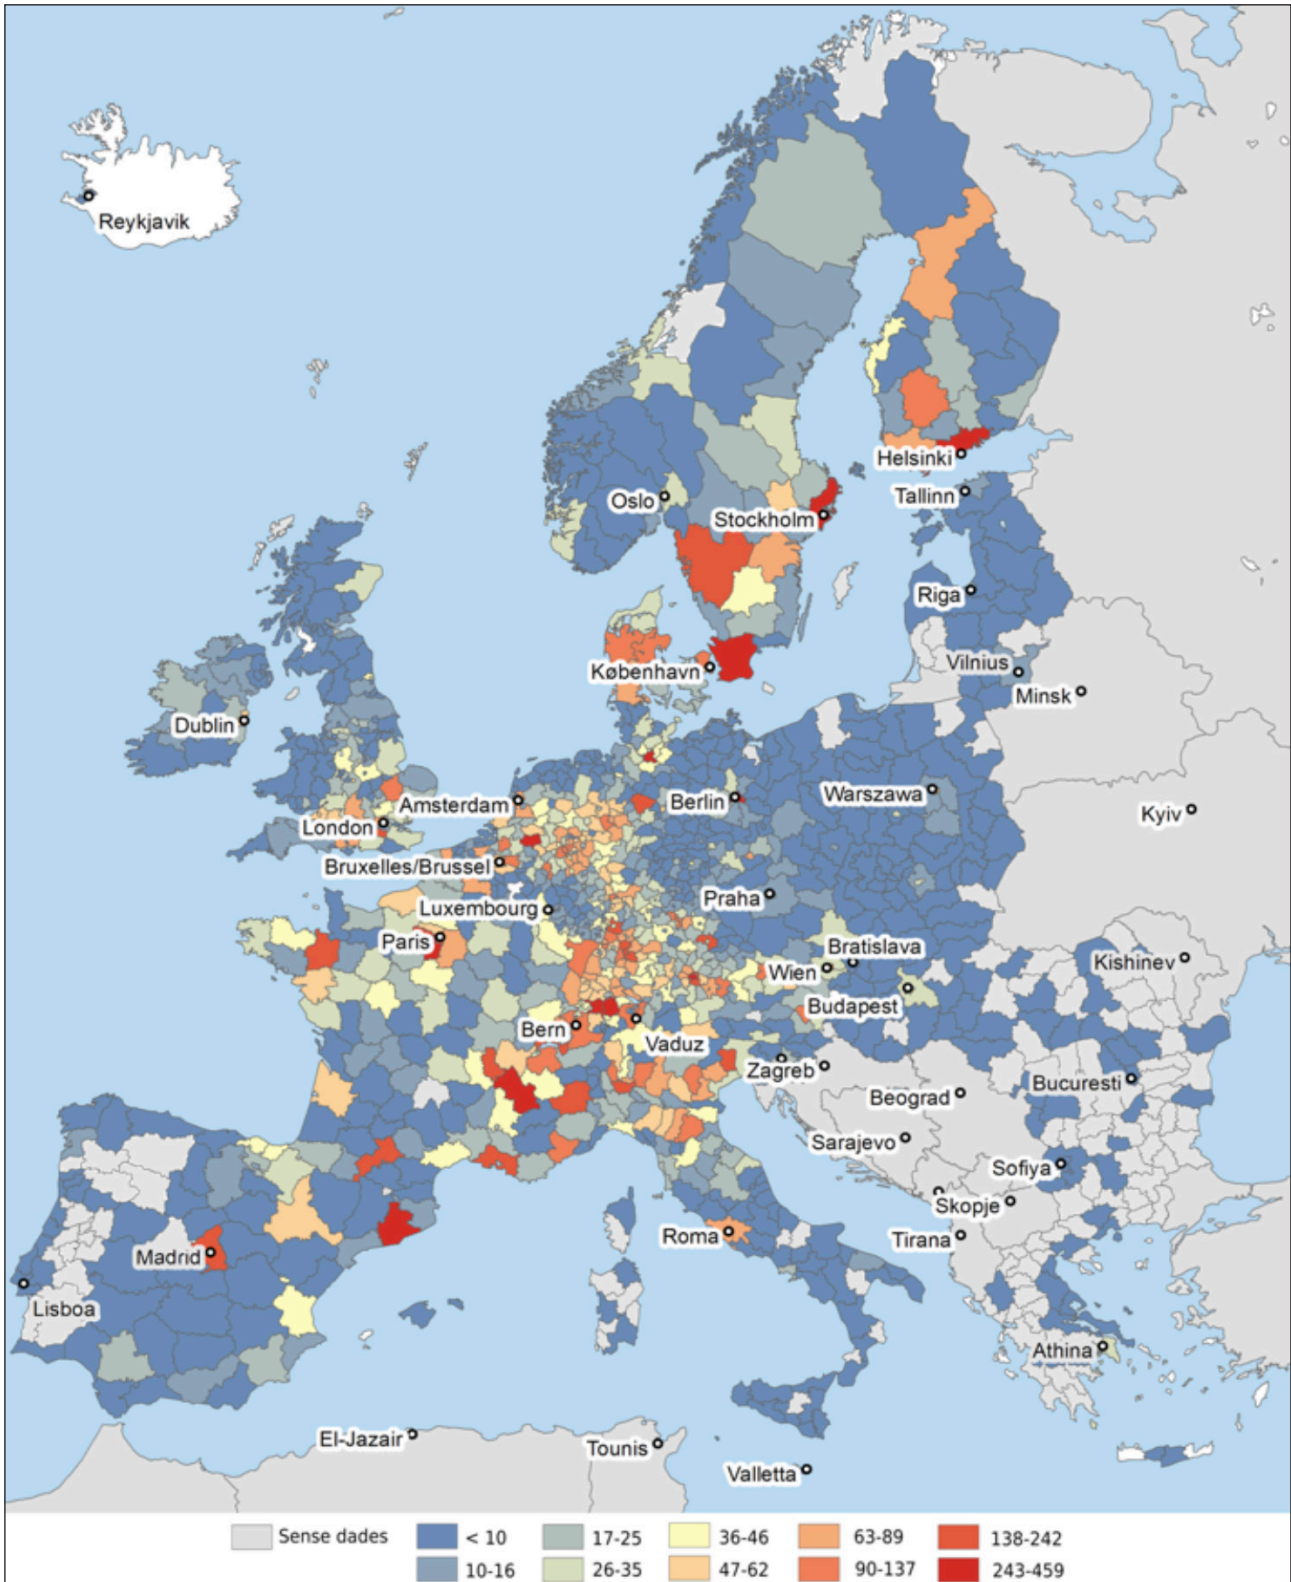 Reykjavik
Helsinki
Tallinn
Oslo
Stockholm
Riga
København
Vilnius
Minsk
Dublin
Amsterdam
Berlin
Warszawa
Kyiv
London
Bruxelles/Brussel
Praha
Luxembourg
Paris
Bratislava
Wien
Kishinev
Budapest
Bern
Vaduz
Zagreb
Bucuresti
Beograd
Sarajevo
Sofiya
Skopje
Roma
Tirana
Madrid
Lisboa
Athina
El-Jazair
Tounis
Valletta
Sense dades < 10 17-25 36-46 63-89 138-242
10-16 26-35 47-62 90-137 243-459